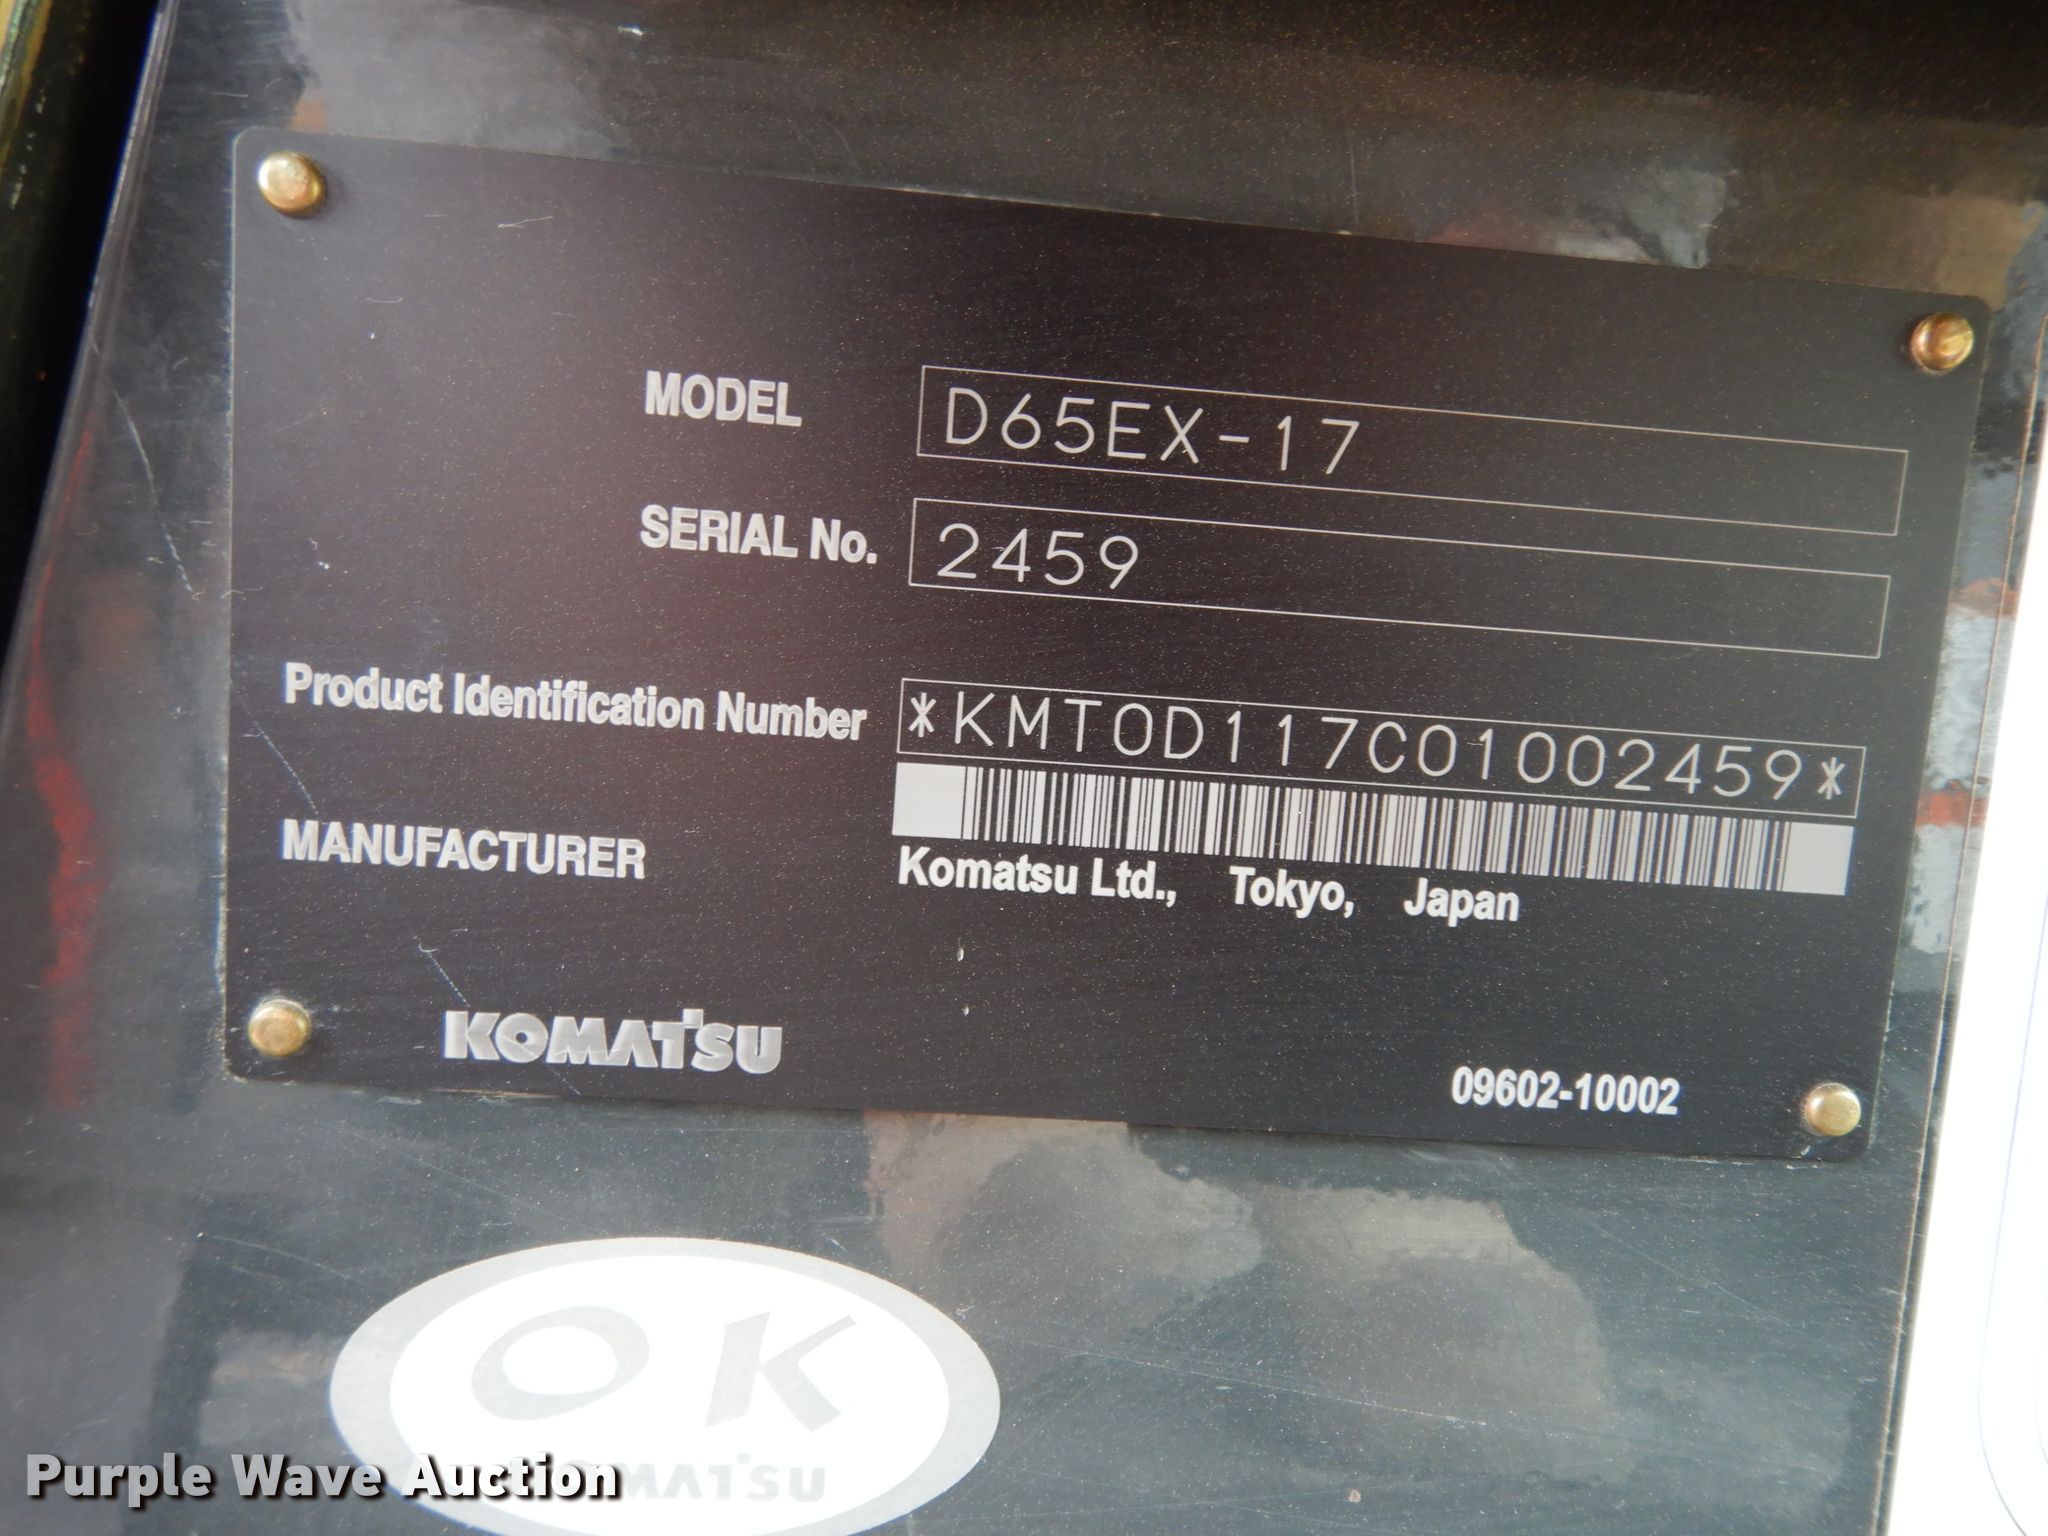 MODEL D65EX-17
SERIAL No. 2459
Product Identification Number *KMT0D117C01002459*
MANUFACTURER Komatsu Ltd., Tokyo, Japan
KOMATSU
09602-10002
OK
KOMATSU
Purple Wave Auction